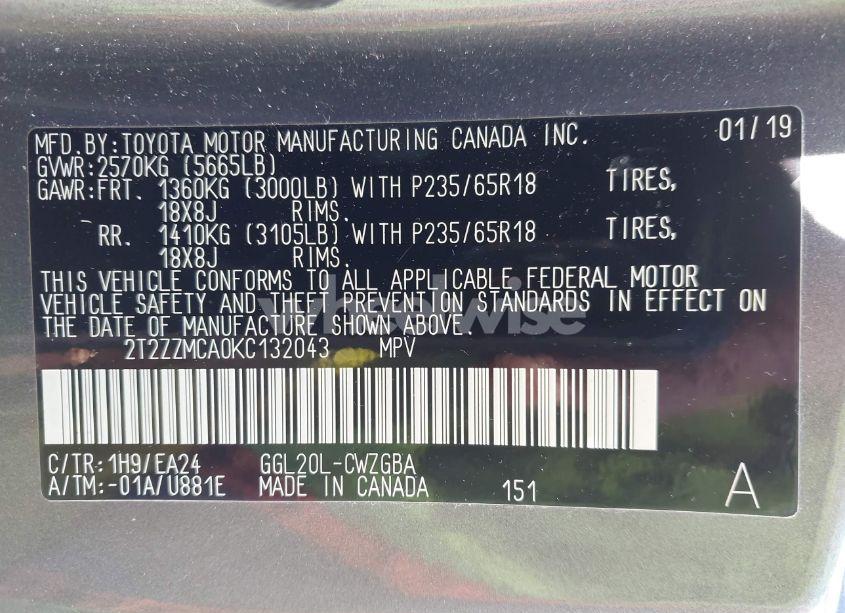 MFD.BY:TOYOTA MOTOR MANUFACTURING CANADA INC. 01/19
GVWR:2570KG (5665LB)
GAWR:FRT. 1360KG (3000LB) WITH P235/65R18 TIRES,
18X8J RIMS.
RR. 1410KG (3105LB) WITH P235/65R18 TIRES,
18X8J RIMS.
THIS VEHICLE CONFORMS TO ALL APPLICABLE FEDERAL MOTOR
VEHICLE SAFETY AND THEFT PREVENTION STANDARDS IN EFFECT ON
THE DATE OF MANUFACTURE SHOWN ABOVE.
wheelwise
2T2ZZMCA0KC132043 MPV
C/TR:1H9/EA24 GGL20L-CWZGBA
A/TM:-01A/U881E MADE IN CANADA 151 A